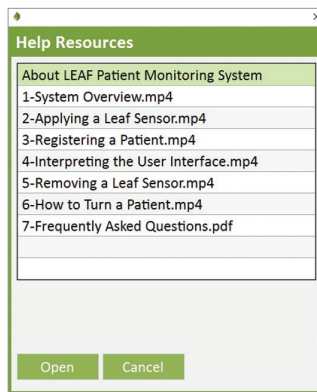 Help Resources
About LEAF Patient Monitoring System
1-System Overview.mp4
2-Applying a Leaf Sensor.mp4
3-Registering a Patient.mp4
4-Interpreting the User Interface.mp4
5-Removing a Leaf Sensor.mp4
6-How to Turn a Patient.mp4
7-Frequently Asked Questions.pdf
Open Cancel